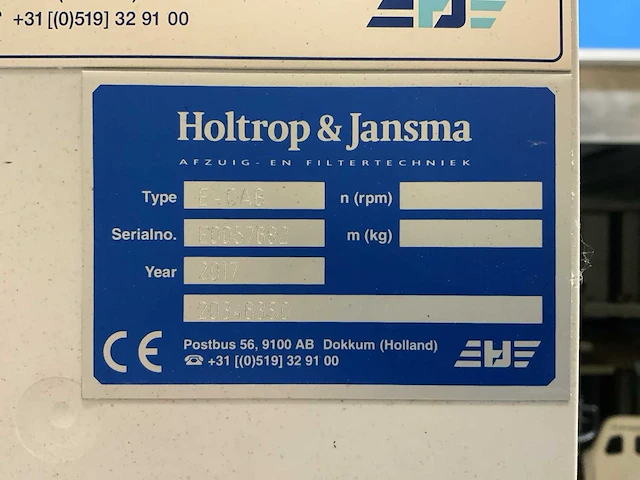 +31 [(0)519] 32 91 00
Holtrop & Jansma
AFZUIG- EN FILTERTECHNIEK
Type E-CA6 n (rpm)
Serialno. m (kg)
Year 2017
CE Postbus 56, 9100 AB Dokkum (Holland)
☎ +31 [(0)519] 32 91 00